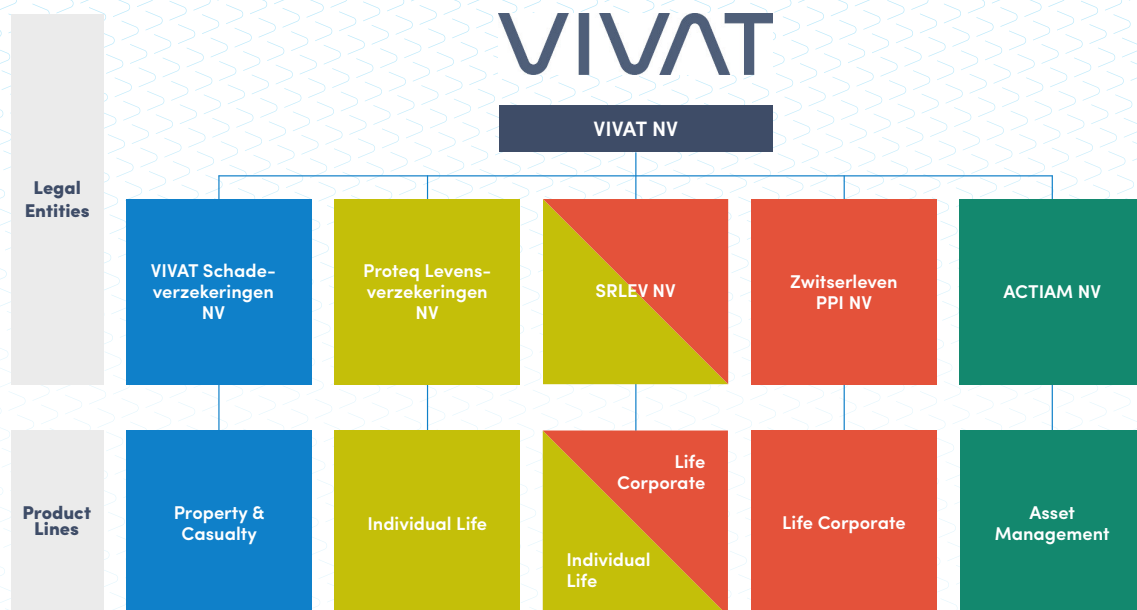 VIVAT
VIVAT NV
Legal
Entities
VIVAT Schade-
verzekeringen
NV
Proteq Levens-
verzekeringen
NV
SRLEV NV
Zwitserleven
PPI NV
ACTIAM NV
Product
Lines
Property &
Casualty
Individual Life
Life
Corporate
Individual
Life
Life Corporate
Asset
Management